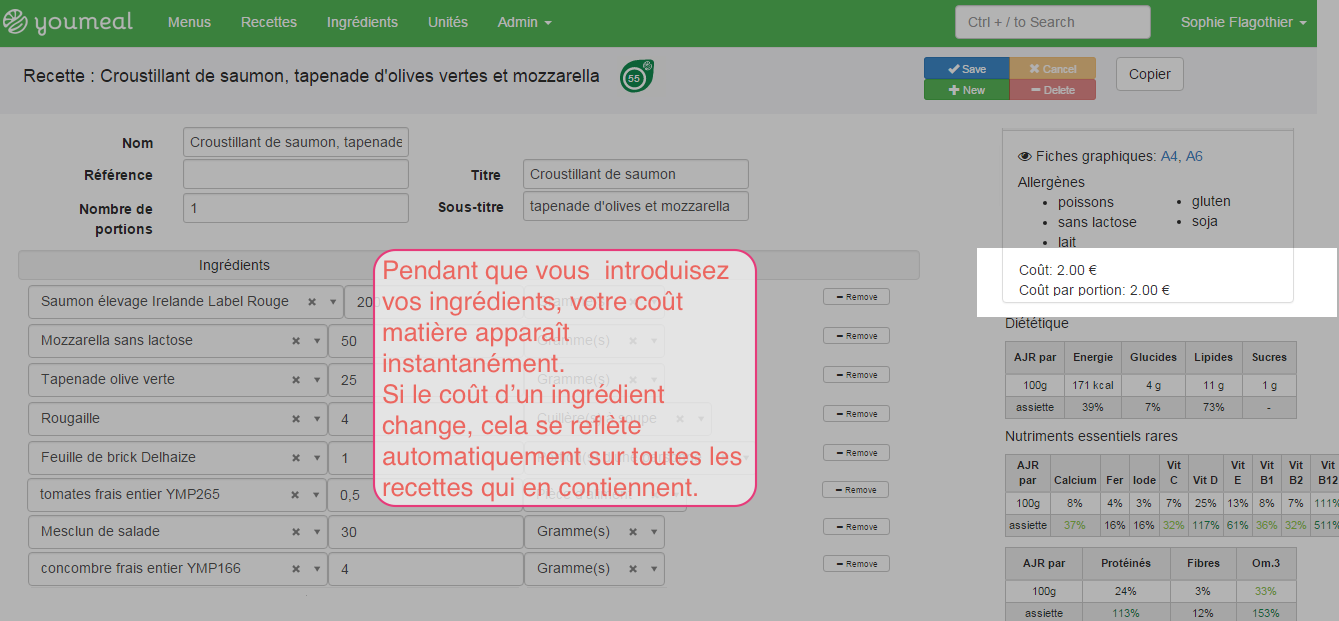 youmeal Menus Recettes Ingrédients Unités Admin Ctrl + / to Search Sophie Flagothier
Recette : Croustillant de saumon, tapenade d'olives vertes et mozzarella 55
Save Cancel
New Delete
Copier
Nom Croustillant de saumon, tapenade
Référence Titre Croustillant de saumon
Nombre de portions 1 Sous-titre tapenade d'olives et mozzarella
Ingrédients
Saumon élevage Irelande Label Rouge 200 Gramme(s) Remove
Mozzarella sans lactose 50 Gramme(s) Remove
Tapenade olive verte 25 Gramme(s) Remove
Rougaille 4 Cuillère(s) à soupe Remove
Feuille de brick Delhaize 1 Remove
tomates frais entier YMP265 0,5 Remove
Mesclun de salade 30 Gramme(s) Remove
concombre frais entier YMP166 4 Gramme(s) Remove
Pendant que vous introduisez
vos ingrédients, votre coût
matière apparaît
instantanément.
Si le coût d’un ingrédient
change, cela se reflète
automatiquement sur toutes les
recettes qui en contiennent.
Fiches graphiques: A4, A6
Allergènes
• poissons
• sans lactose
• lait
• gluten
• soja
Coût: 2.00 €
Coût par portion: 2.00 €
Diététique
AJR par Energie Glucides Lipides Sucres
100g 171 kcal 4 g 11 g 1 g
assiette 39% 7% 73% -
Nutriments essentiels rares
AJR par Calcium Fer Iode Vit C Vit D Vit E Vit B1 Vit B2 Vit B12
100g 8% 4% 3% 7% 25% 13% 8% 7% 111%
assiette 37% 16% 16% 32% 117% 61% 36% 32% 511%
AJR par Protéinés Fibres Om.3
100g 24% 3% 33%
assiette 113% 12% 153%